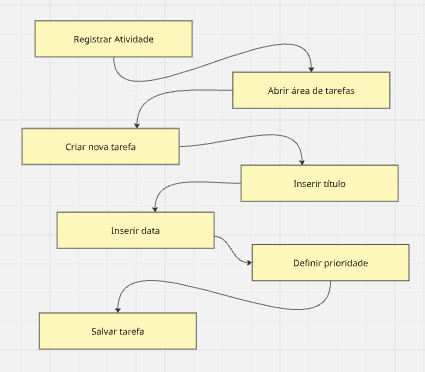 Registrar Atividade
Abrir área de tarefas
Criar nova tarefa
Inserir título
Inserir data
Definir prioridade
Salvar tarefa